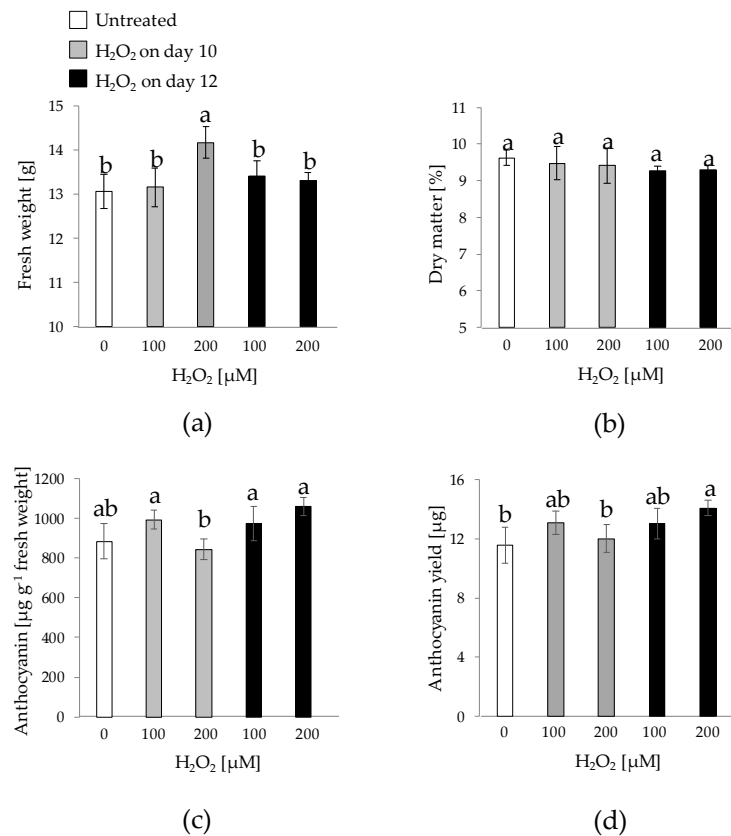 Untreated
H₂O₂ on day 10
H₂O₂ on day 12
Fresh weight [g]
15
14
13
12
11
10
b b a b b
0 100 200 100 200
H₂O₂ [µM]
(a)
Dry matter [%]
11
10
9
8
7
6
5
a a a a a
0 100 200 100 200
H₂O₂ [µM]
(b)
Anthocyanin [µg g⁻¹ fresh weight]
1200
1000
800
600
400
200
0
ab a b a a
0 100 200 100 200
H₂O₂ [µM]
(c)
Anthocyanin yield [µg]
16
12
8
4
0
b ab b ab a
0 100 200 100 200
H₂O₂ [µM]
(d)